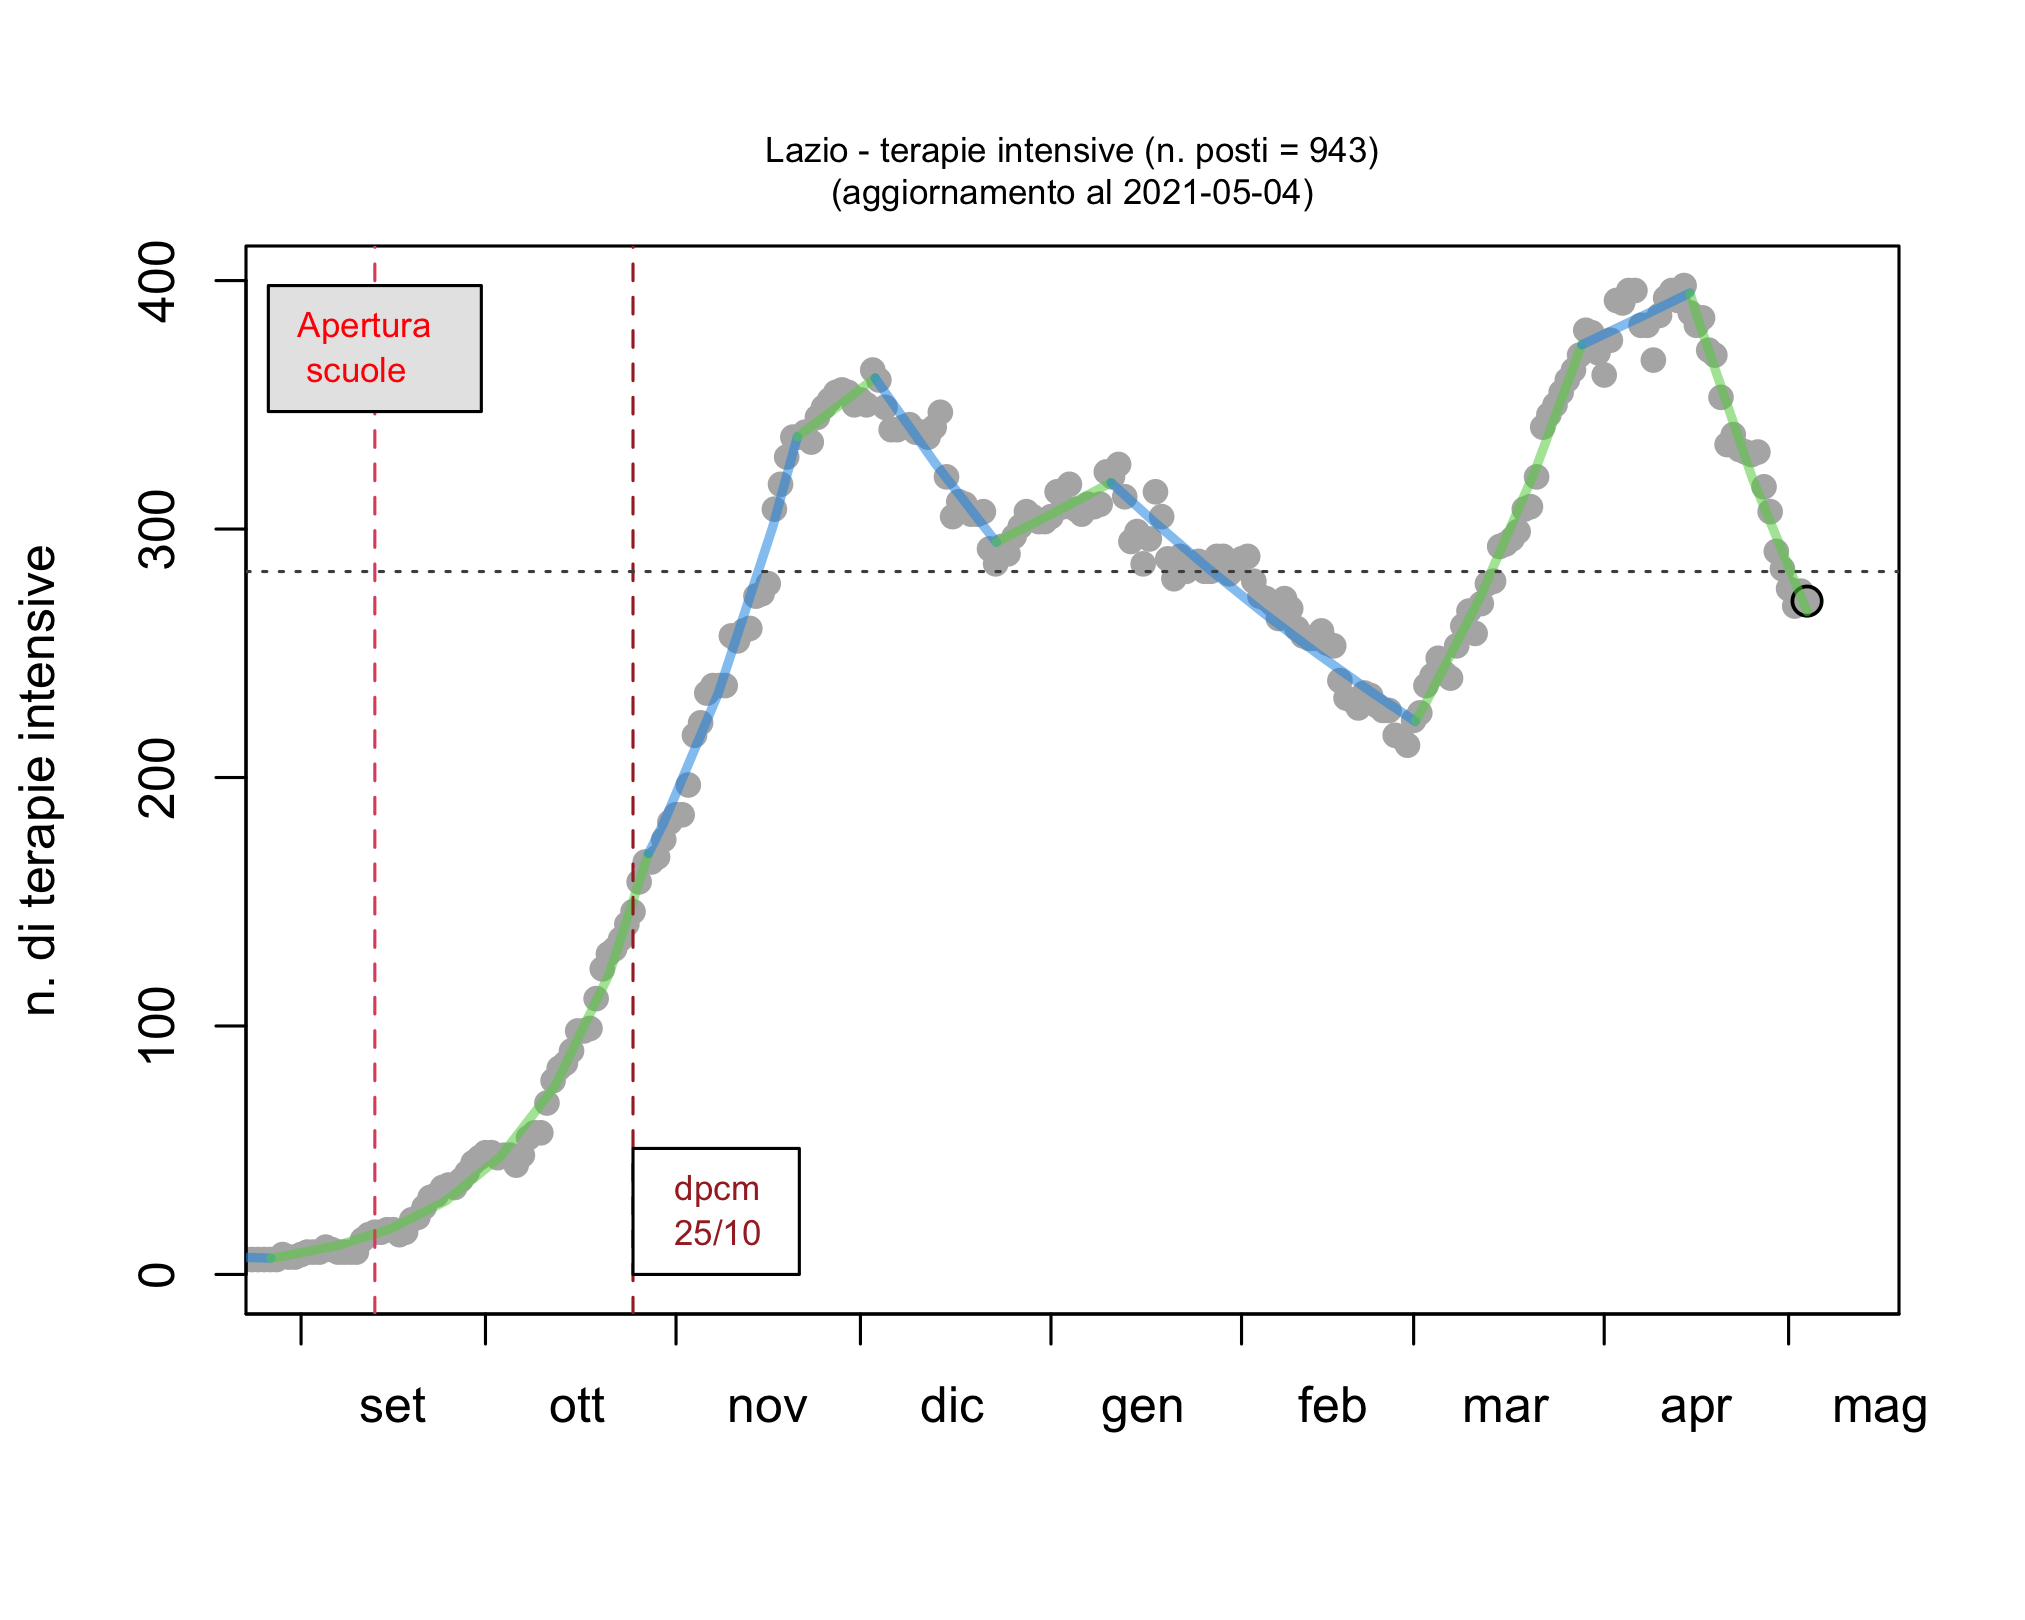 Lazio - terapie intensive (n. posti = 943)
(aggiornamento al 2021-05-04)
n. di terapie intensive
400
300
200
100
0
Apertura
scuole
dpcm
25/10
set ott nov dic gen feb mar apr mag